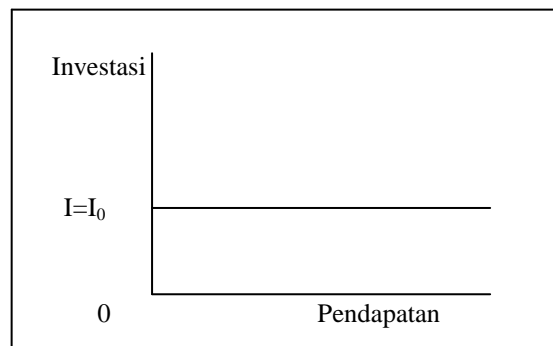 Investasi
I=I₀
0
Pendapatan